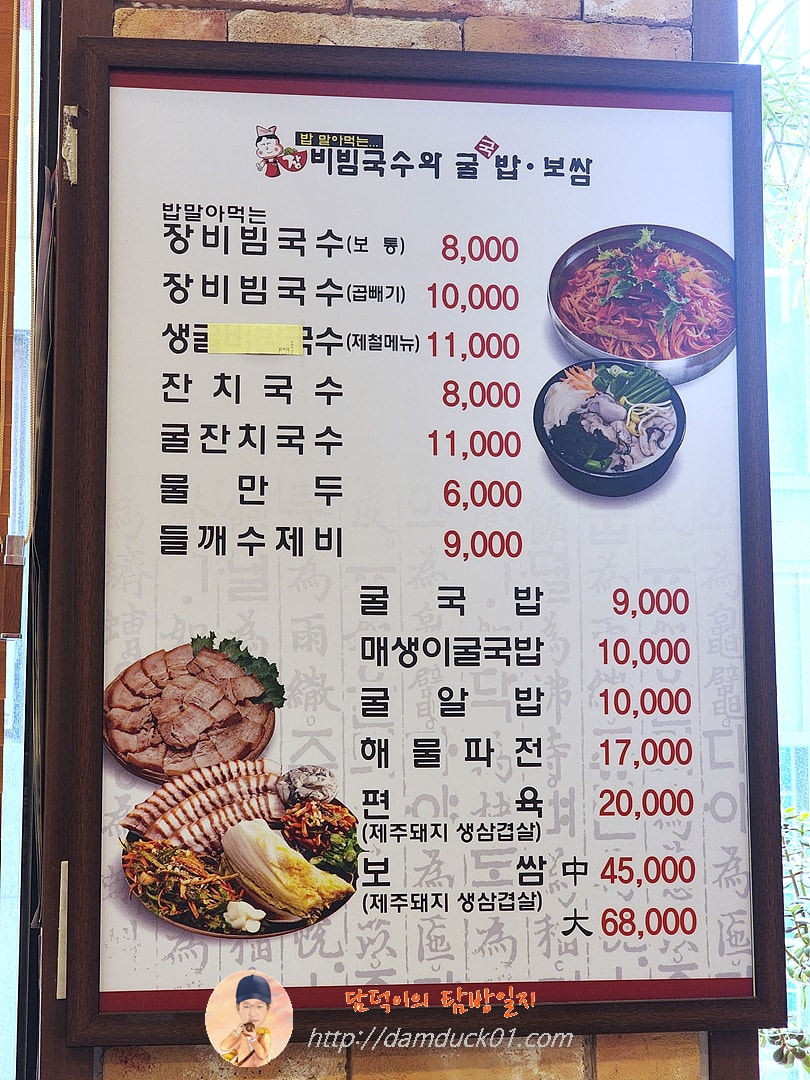 밥 말아먹는...
장비빔국수와 굴국밥·보쌈
밥말아먹는
장비빔국수(보통) 8,000
장비빔국수(곱빼기) 10,000
생굴 국수(제철메뉴) 11,000
잔치국수 8,000
굴잔치국수 11,000
물만두 6,000
들깨수제비 9,000
굴국밥 9,000
매생이굴국밥 10,000
굴알밥 10,000
해물파전 17,000
편육 20,000
(제주돼지 생삼겹살)
보쌈 中 45,000
(제주돼지 생삼겹살)
大 68,000
담덕이의 탐방일지
http://damduck01.com